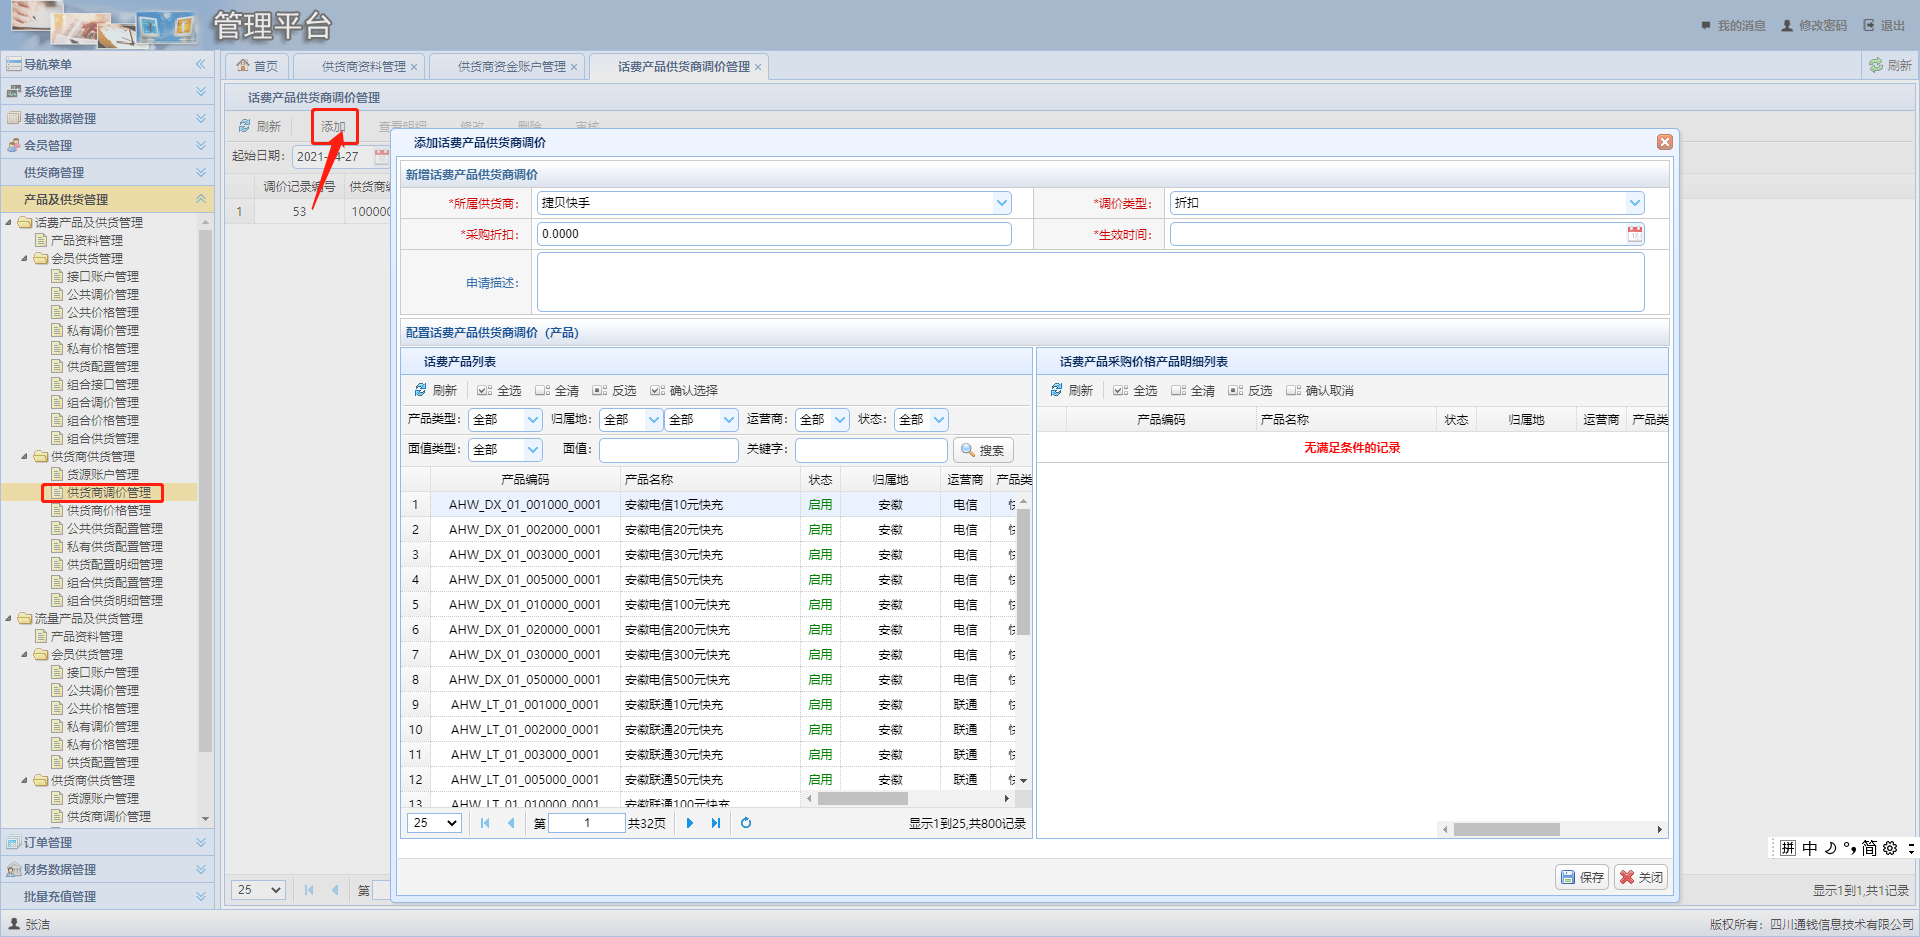 管理平台
我的消息 修改密码 退出
导航菜单
首页 供货商资料管理 供货商资金账户管理 话费产品供货商调价管理
刷新
系统管理
基础数据管理
会员管理
供货商管理
产品及供货管理
话费产品及供货管理
产品资料管理
会员供货管理
接口账户管理
公共调价管理
公共价格管理
私有调价管理
私有价格管理
供货配置管理
组合接口管理
组合调价管理
组合价格管理
组合供货管理
供货商供货管理
货源账户管理
供货商调价管理
供货商价格管理
公共供货配置管理
私有供货配置管理
供货配置明细管理
组合供货配置管理
组合供货明细管理
流量产品及供货管理
产品资料管理
会员供货管理
接口账户管理
公共调价管理
公共价格管理
私有调价管理
私有价格管理
供货配置管理
供货商供货管理
货源账户管理
供货商调价管理
订单管理
财务数据管理
批量充值管理
张洁
话费产品供货商调价管理
刷新 添加 查看明细 修改 删除 审核
起始日期:
调价记录编号
1 53 100000
添加话费产品供货商调价
新增话费产品供货商调价
*所属供货商: 捷贝快手 *调价类型: 折扣
*采购折扣: 0.0000 *生效时间:
申请描述:
配置话费产品供货商调价 (产品)
话费产品列表
刷新 全选 全清 反选 确认选择
产品类型: 全部 归属地: 全部 全部 运营商: 全部 状态: 全部
面值类型: 全部 面值: 关键字: 搜索
产品编码 产品名称 状态 归属地 运营商 产品类
1 AHW_DX_01_001000_0001 安徽电信10元快充 启用 安徽 电信
2 AHW_DX_01_002000_0001 安徽电信20元快充 启用 安徽 电信
3 AHW_DX_01_003000_0001 安徽电信30元快充 启用 安徽 电信
4 AHW_DX_01_005000_0001 安徽电信50元快充 启用 安徽 电信
5 AHW_DX_01_010000_0001 安徽电信100元快充 启用 安徽 电信
6 AHW_DX_01_020000_0001 安徽电信200元快充 启用 安徽 电信
7 AHW_DX_01_030000_0001 安徽电信300元快充 启用 安徽 电信
8 AHW_DX_01_050000_0001 安徽电信500元快充 启用 安徽 电信
9 AHW_LT_01_001000_0001 安徽联通10元快充 启用 安徽 联通
10 AHW_LT_01_002000_0001 安徽联通20元快充 启用 安徽 联通
11 AHW_LT_01_003000_0001 安徽联通30元快充 启用 安徽 联通
12 AHW_LT_01_005000_0001 安徽联通50元快充 启用 安徽 联通
13 AHW_LT_01_010000_0001 安徽联通100元快充
25 第 1 共32页 显示1到25,共800记录
话费产品采购价格产品明细列表
刷新 全选 全清 反选 确认取消
产品编码 产品名称 状态 归属地 运营商 产品类
无满足条件的记录
保存 关闭
拼 中 简
25 第
显示1到1,共1记录
版权所有: 四川通钱信息技术有限公司